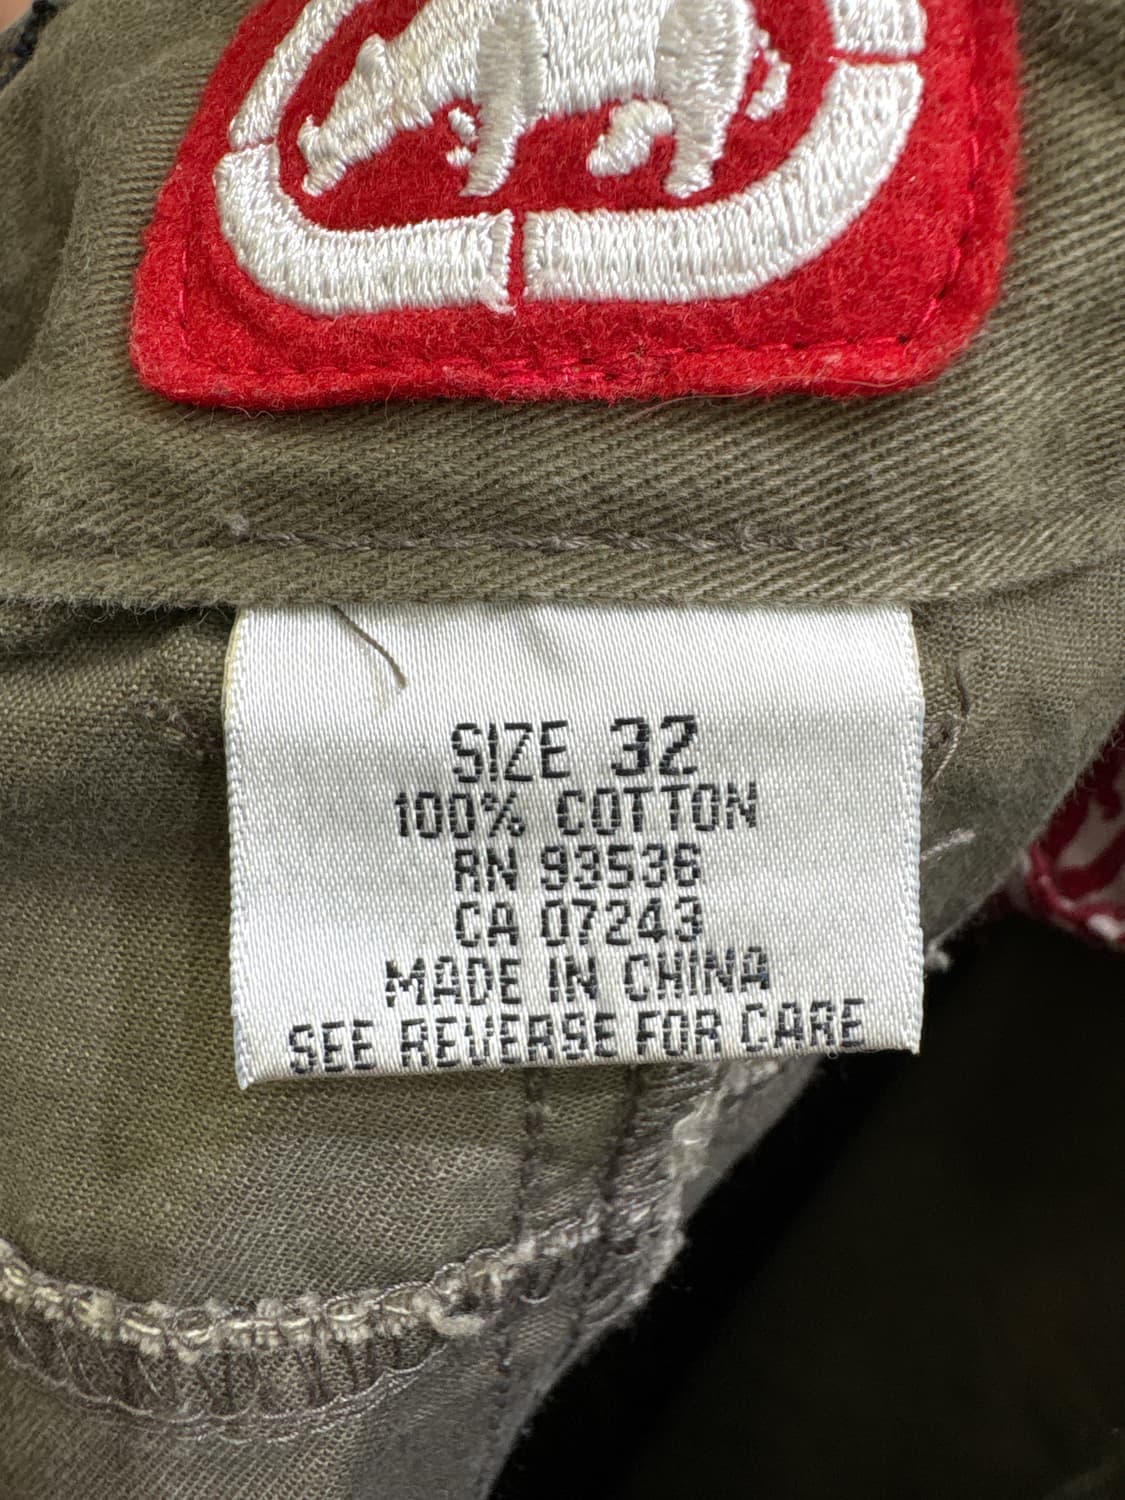 SIZE 32
100% COTTON
RN 93536
CA 07243
MADE IN CHINA
SEE REVERSE FOR CARE